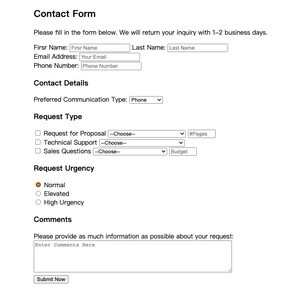 Contact Form
Please fill in the form below. We will return your inquiry with 1-2 business days.
Firsr Name: First Name Last Name: Last Name
Email Address: Your Email
Phone Number: Phone Number
Contact Details
Preferred Communication Type: Phone
Request Type
Request for Proposal --Choose-- #Pages
Technical Support --Choose--
Sales Questions --Choose-- Budget
Request Urgency
Normal
Elevated
High Urgency
Comments
Please provide as much information as possible about your request:
Enter Comments Here
Submit Now